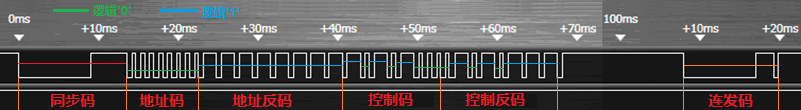 逻辑'0' 逻辑'1'
0ms +10ms +20ms +30ms +40ms +50ms +60ms +70ms 100ms +10ms +20ms
同步码 地址码 地址反码 控制码 控制反码 连发码